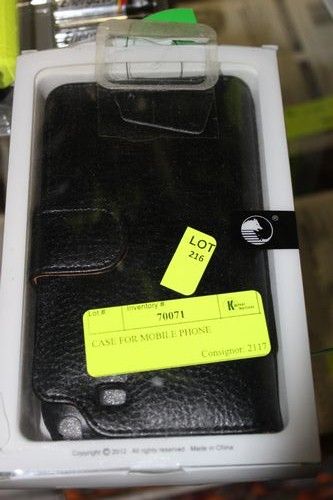 LOT
216
Lot #
Inventory #
70071
CASE FOR MOBILE PHONE
Consignor: 2117
Copyright © 2012 All rights reserved Made in China